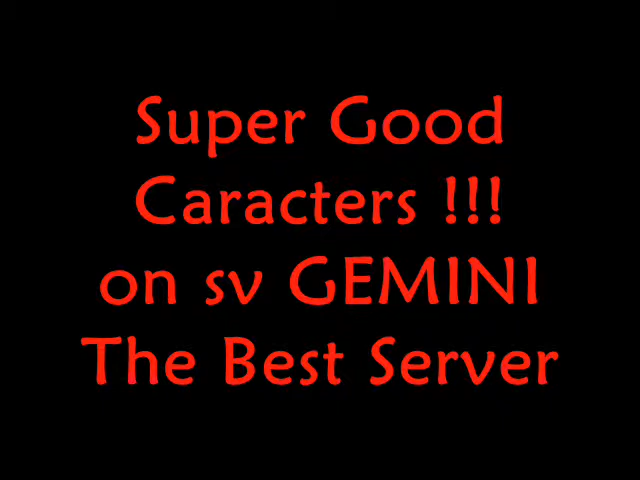 Super Good
Caracters !!!
on sv GEMINI
The Best Server